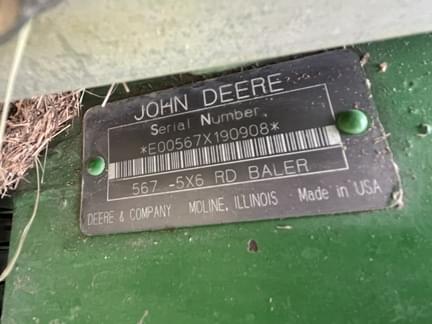 JOHN DEERE
Serial Number
*E00567X190908*
567 -5X6 RD BALER
DEERE & COMPANY MOLINE, ILLINOIS Made in USA